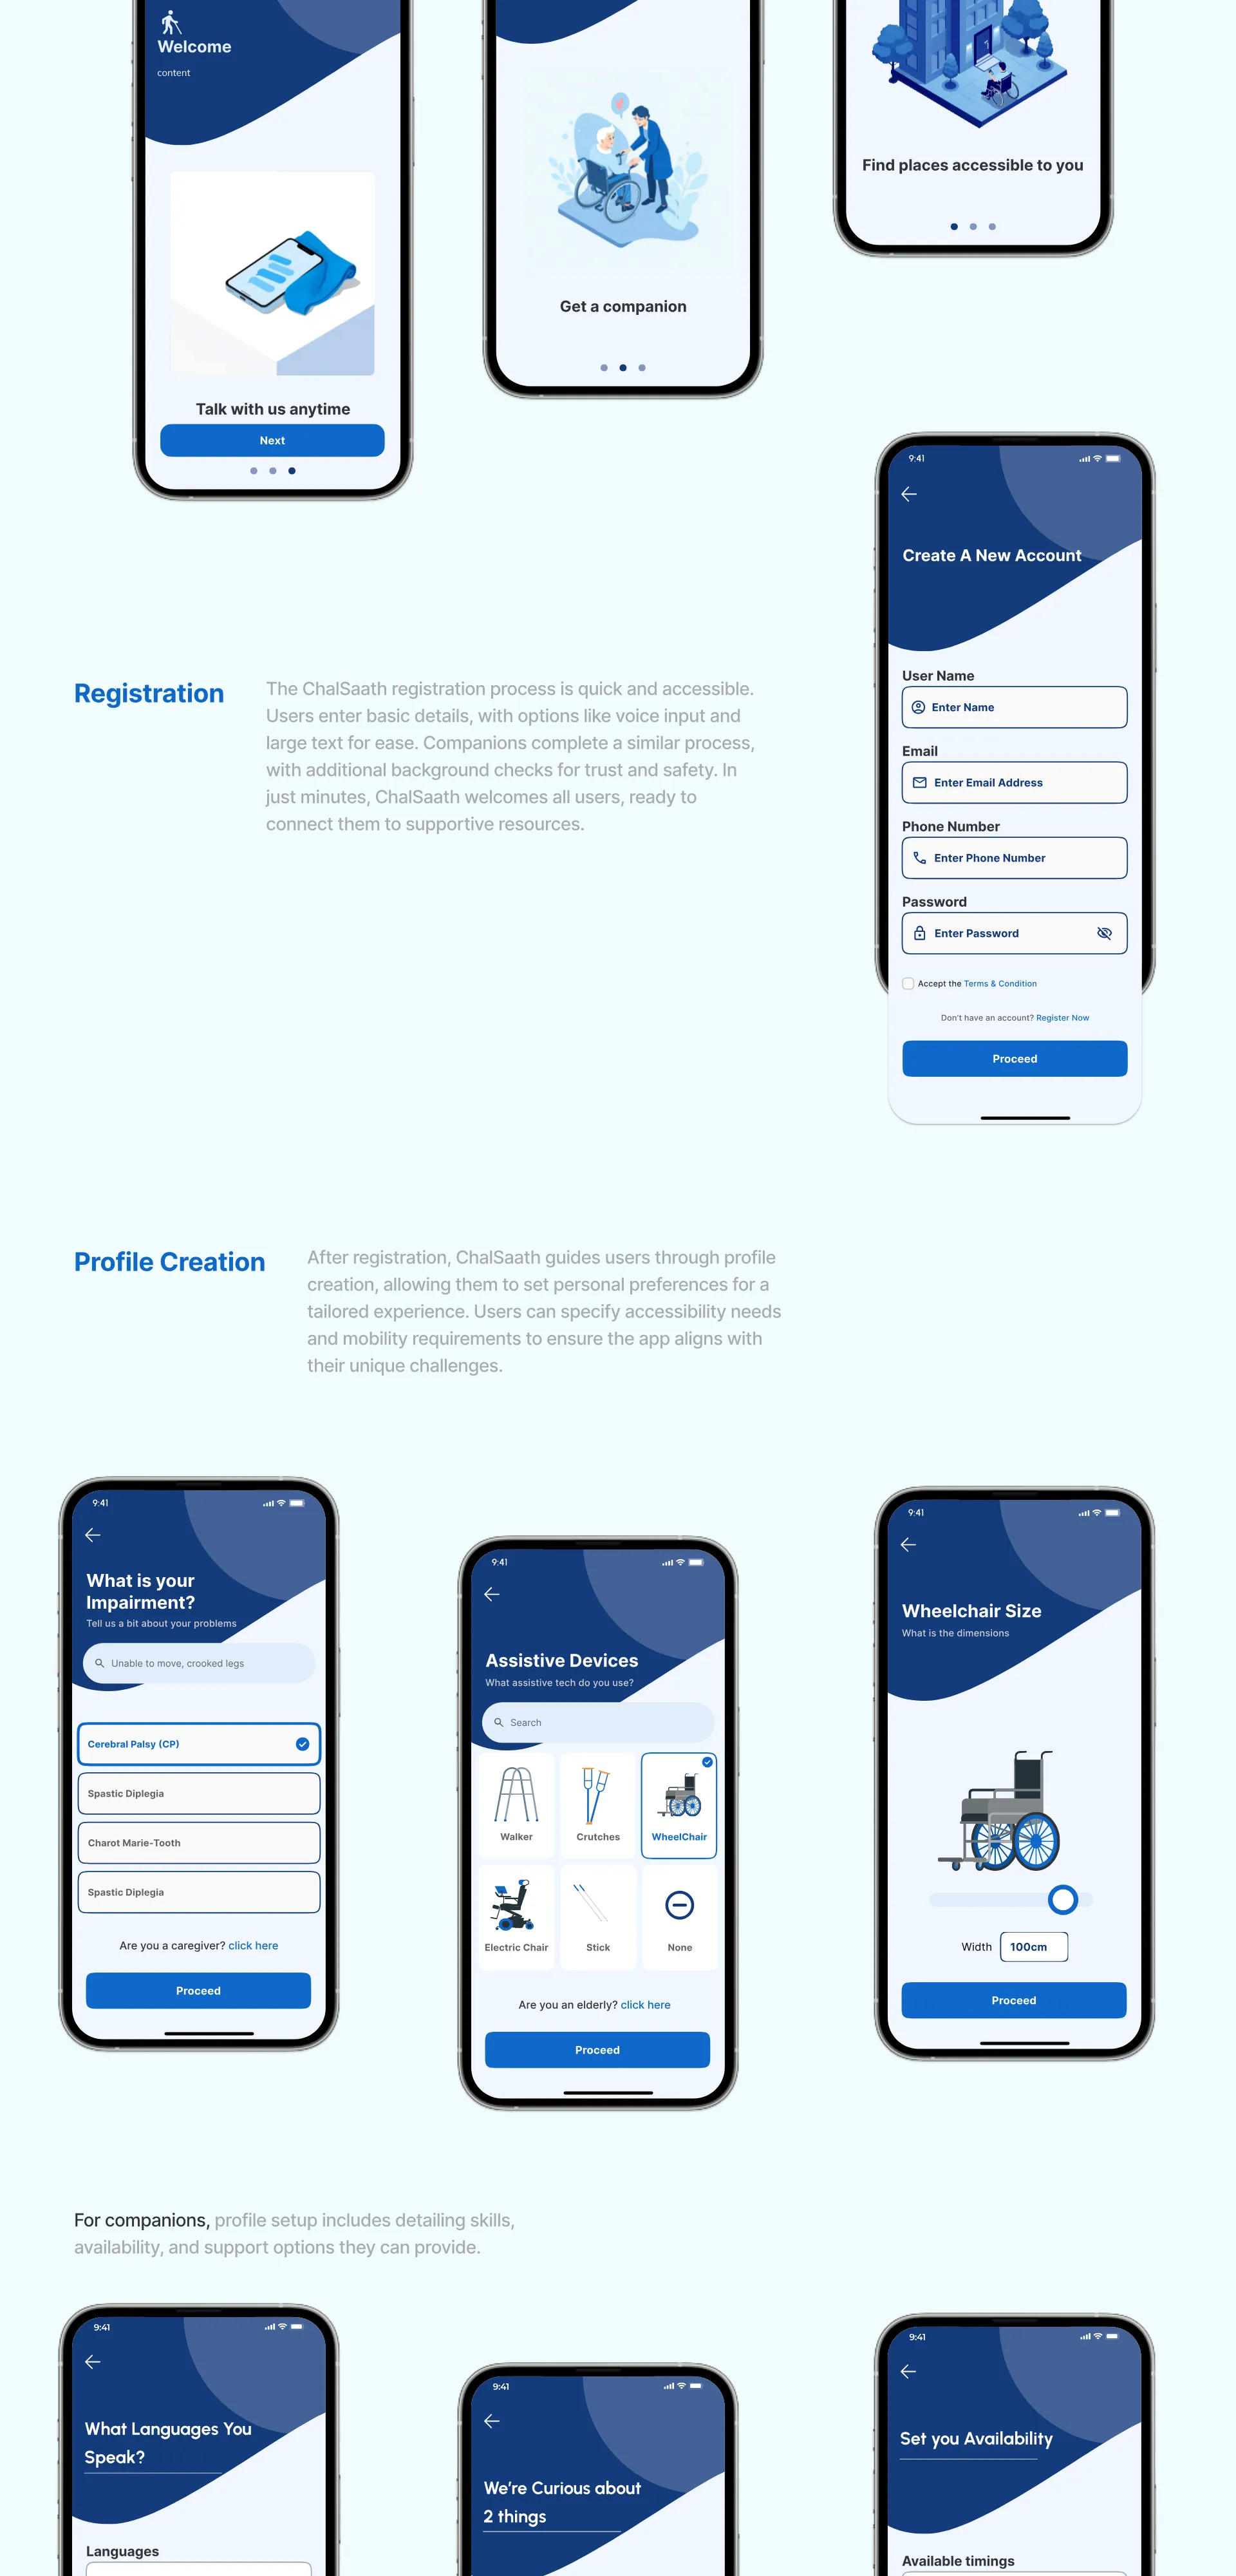 Welcome
content
Talk with us anytime
Next
Get a companion
Find places accessible to you
Registration
The ChalSaath registration process is quick and accessible.
Users enter basic details, with options like voice input and
large text for ease. Companions complete a similar process,
with additional background checks for trust and safety. In
just minutes, ChalSaath welcomes all users, ready to
connect them to supportive resources.
9:41
Create A New Account
User Name
Enter Name
Email
Enter Email Address
Phone Number
Enter Phone Number
Password
Enter Password
Accept the Terms & Condition
Don't have an account? Register Now
Proceed
Profile Creation
After registration, ChalSaath guides users through profile
creation, allowing them to set personal preferences for a
tailored experience. Users can specify accessibility needs
and mobility requirements to ensure the app aligns with
their unique challenges.
9:41
What is your
Impairment?
Tell us a bit about your problems
Unable to move, crooked legs
Cerebral Palsy (CP)
Spastic Diplegia
Charot Marie-Tooth
Spastic Diplegia
Are you a caregiver? click here
Proceed
9:41
Assistive Devices
What assistive tech do you use?
Search
Walker
Crutches
WheelChair
Electric Chair
Stick
None
Are you an elderly? click here
Proceed
9:41
Wheelchair Size
What is the dimensions
Width
100cm
Proceed
For companions, profile setup includes detailing skills,
availability, and support options they can provide.
9:41
What Languages You
Speak?
Languages
9:41
We're Curious about
2 things
9:41
Set you Availability
Available timings